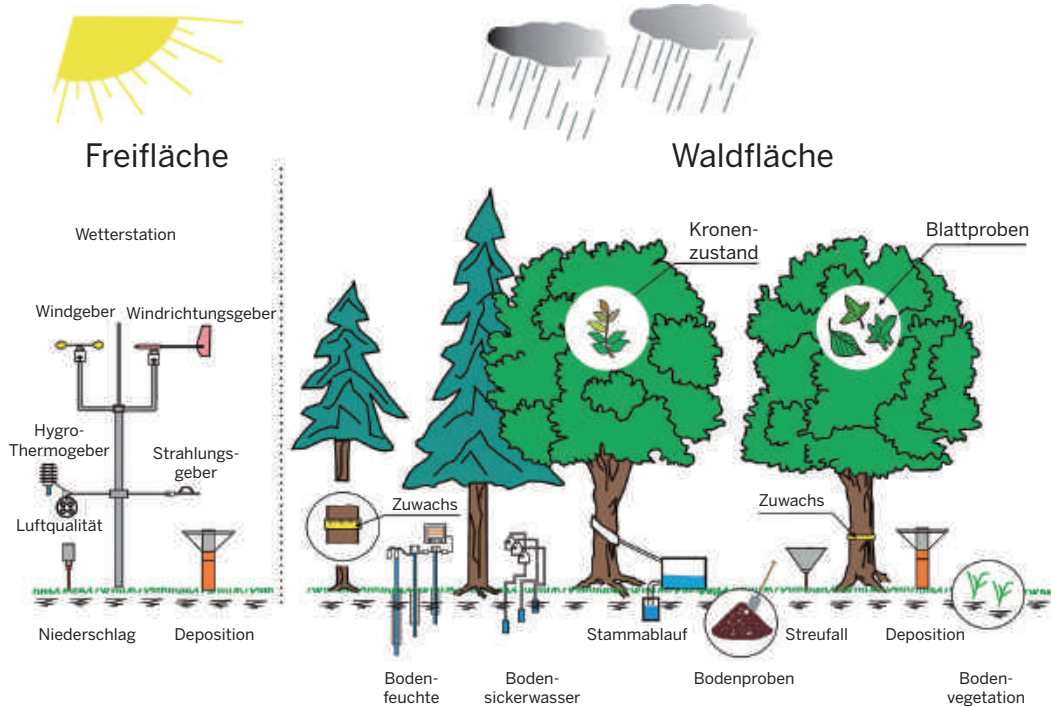 Freifläche
Waldfläche
Wetterstation
Kronen-
zustand
Blattproben
Windgeber
Windrichtungsgeber
Hygro-
Thermogeber
Strahlungs-
geber
Luftqualität
Zuwachs
Zuwachs
Niederschlag
Deposition
Stammablauf
Streufall
Deposition
Boden-
feuchte
Boden-
sickerwasser
Bodenproben
Boden-
vegetation